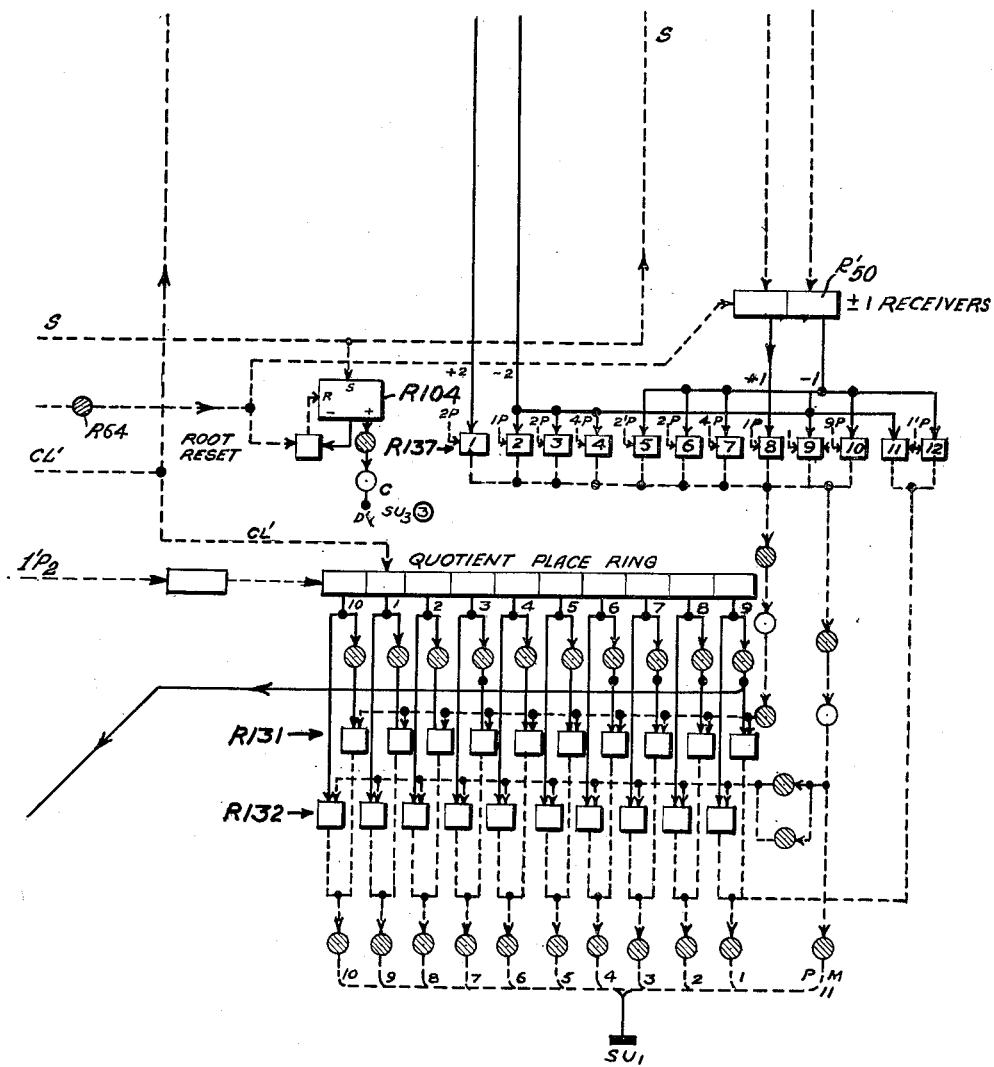 S
S
R'50
± 1 RECEIVERS
+2
-2
-1
R
S
-
+
R104
R64
ROOT
RESET
R137
2P
1P
2P
4P
2'P
2P
4P
1'P
9P
1'P
1
2
3
4
5
6
7
8
9
10
11
12
CL'
C
SU3 ③
CL'
1'P2
QUOTIENT PLACE RING
10
1
2
3
4
5
6
7
8
9
R131
R132
10
9
8
7
6
5
4
3
2
1
P M
11
SU1